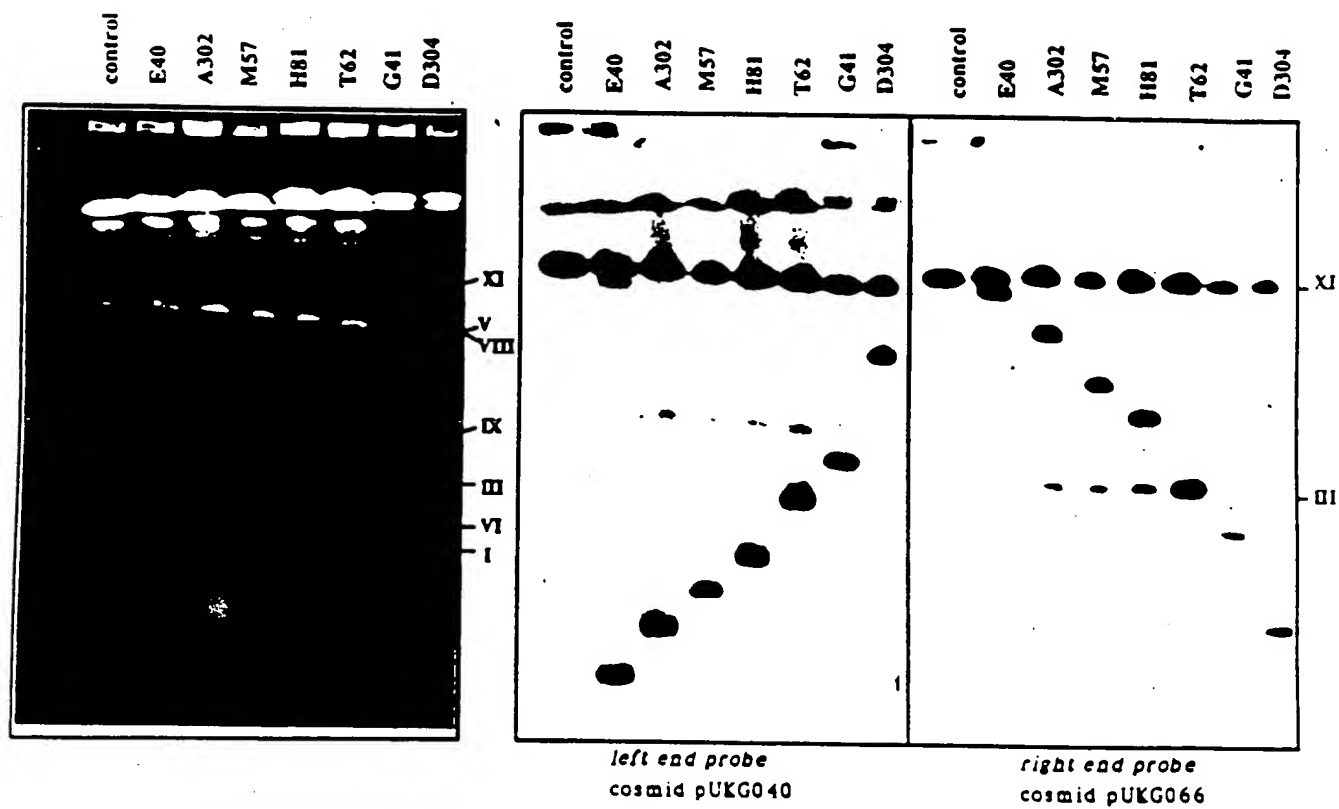 control E40 A302 M57 H81 T62 G41 D304
control E40 A302 M57 H81 T62 G41 D304
control E40 A302 M57 H81 T62 G41 D304
XI
V
VIII
IX
III
VI
I
XI
III
left end probe
cosmid pUKG040
right end probe
cosmid pUKG066